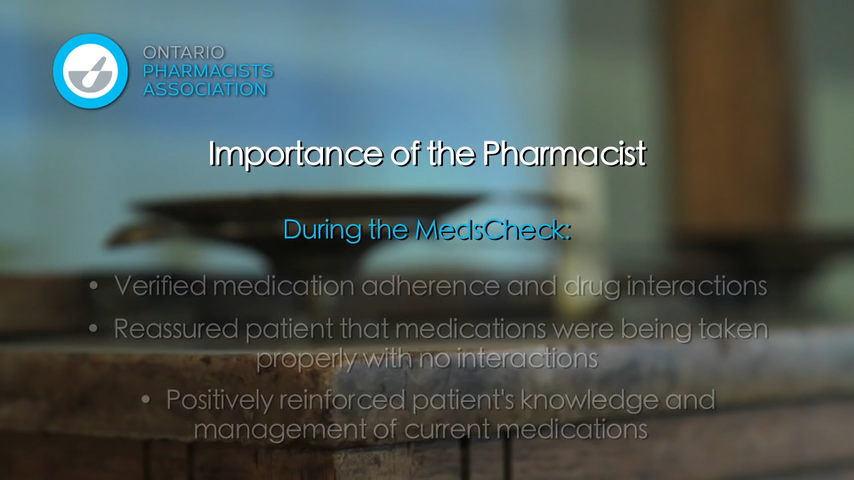 ONTARIO
PHARMACISTS
ASSOCIATION
Importance of the Pharmacist
During the MedsCheck:
• Verified medication adherence and drug interactions
• Reassured patient that medications were being taken
properly with no interactions
• Positively reinforced patient's knowledge and
management of current medications